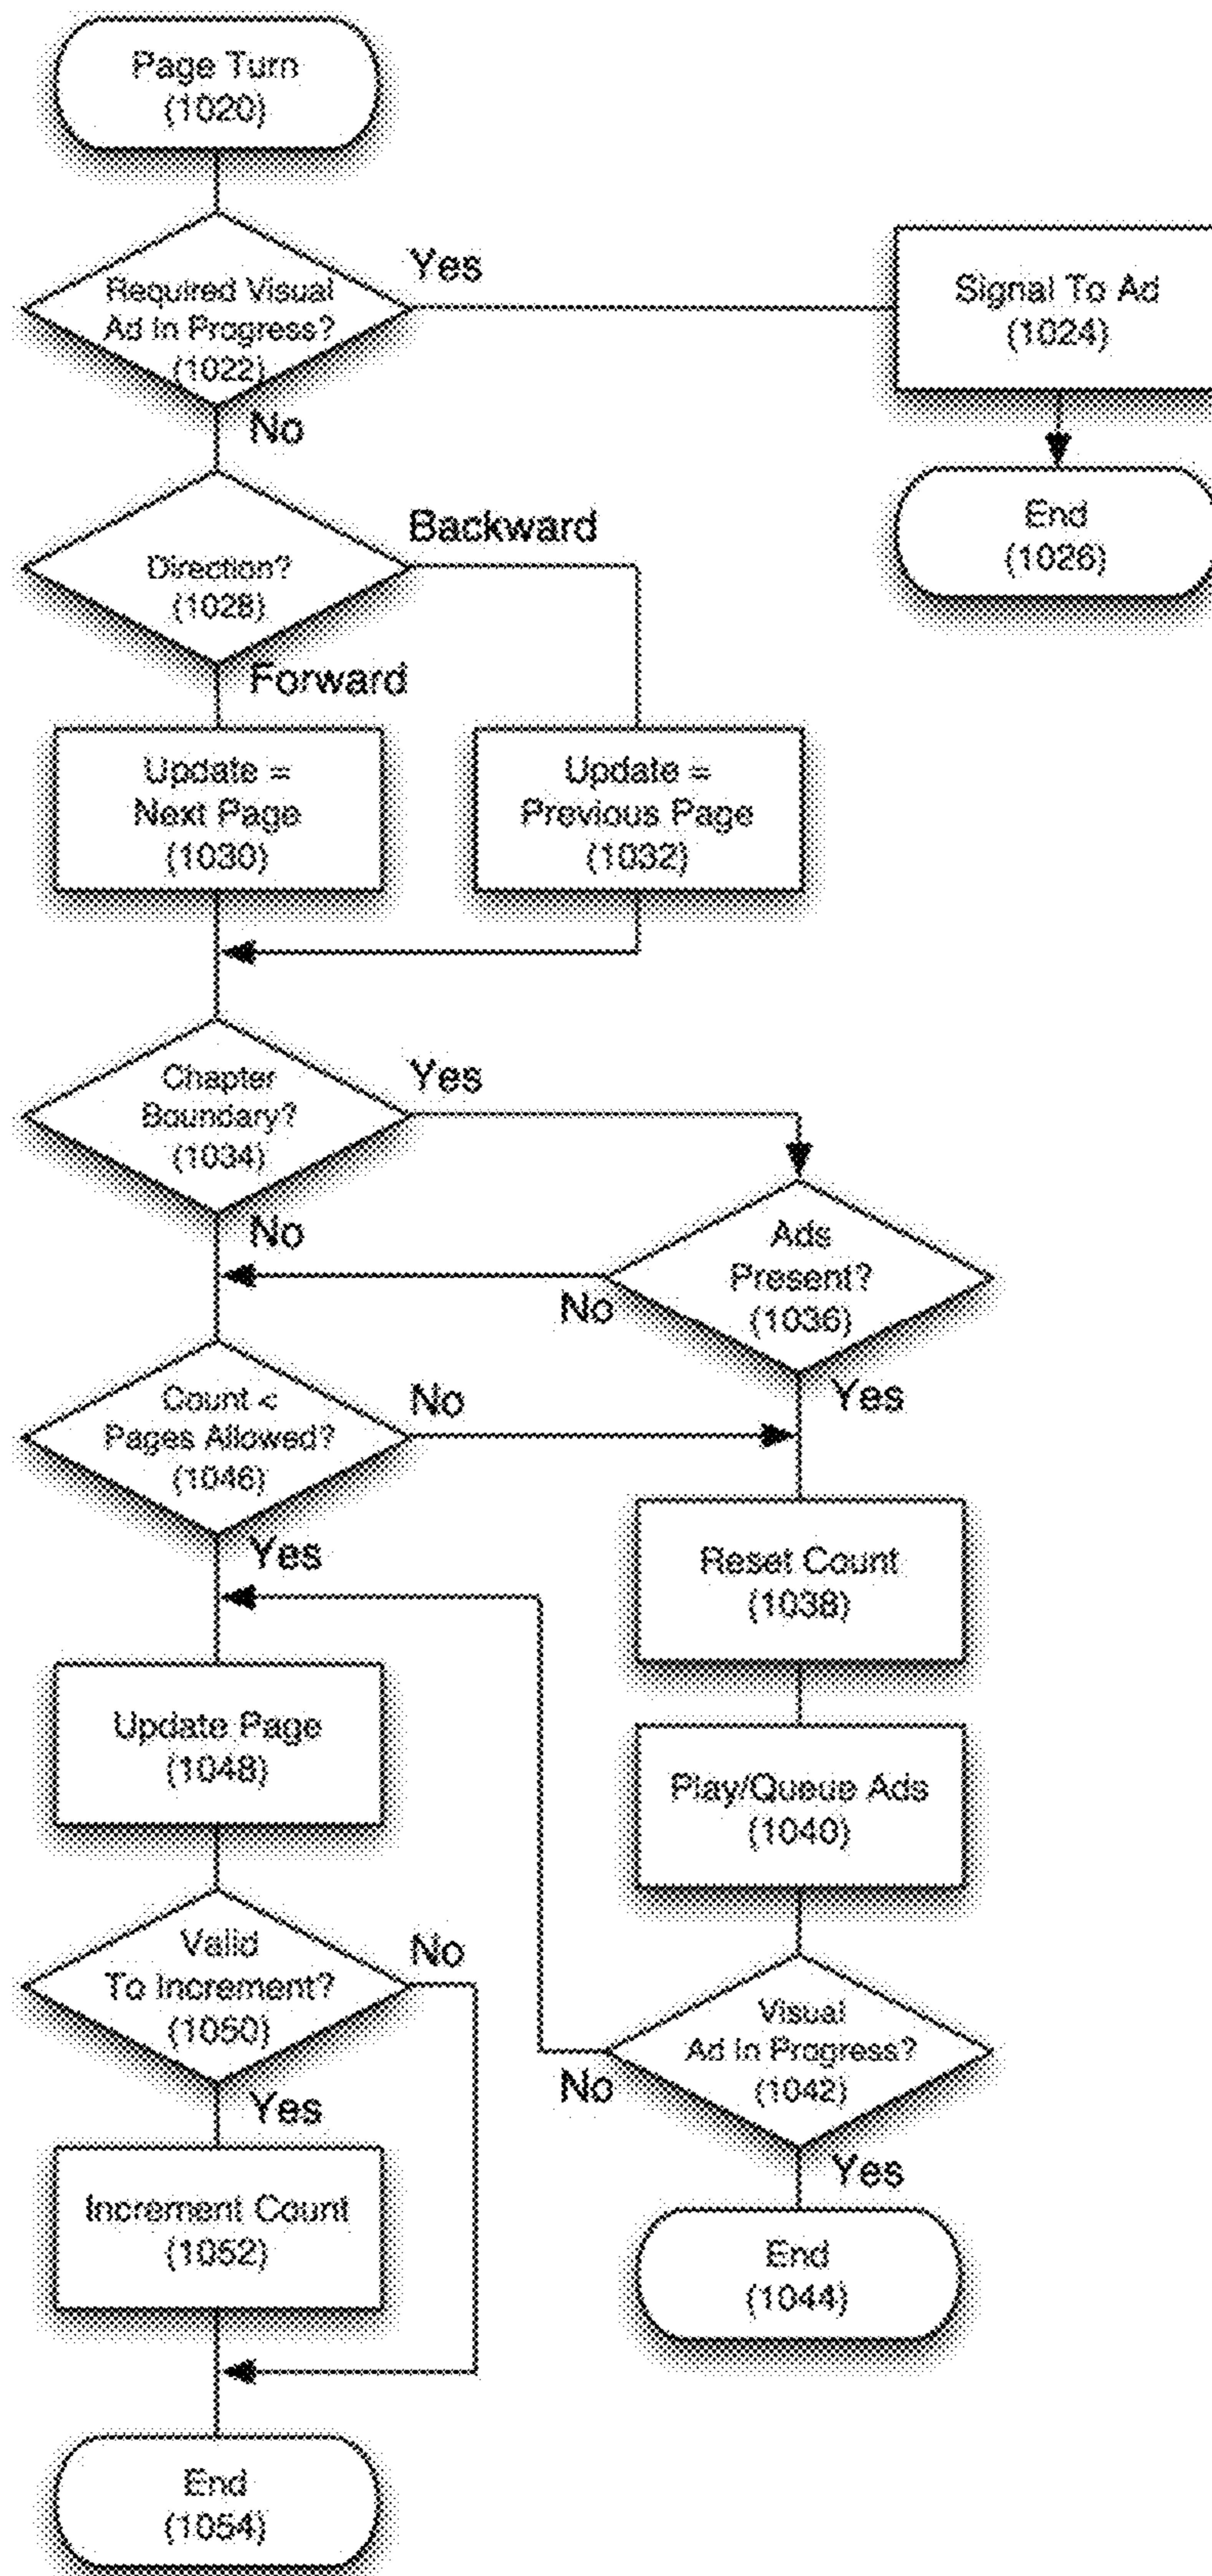 Page Turn
(1020)
Required Visual
Ad In Progress?
(1022)
Yes
Signal To Ad
(1024)
No
End
(1026)
Direction?
(1028)
Backward
Forward
Update =
Next Page
(1030)
Update =
Previous Page
(1032)
Chapter
Boundary?
(1034)
Yes
No
Ads
Present?
(1036)
No
Yes
Count <
Pages Allowed?
(1046)
No
Yes
Reset Count
(1038)
Update Page
(1048)
Play/Queue Ads
(1040)
Valid
To Increment?
(1050)
No
Yes
Visual
Ad In Progress?
(1042)
No
Yes
Increment Count
(1052)
End
(1044)
End
(1054)